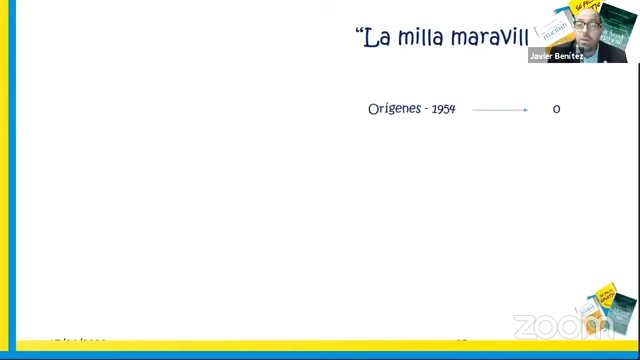 “La milla maravill
Javier Benítez
Orígenes - 1954
0
zoom